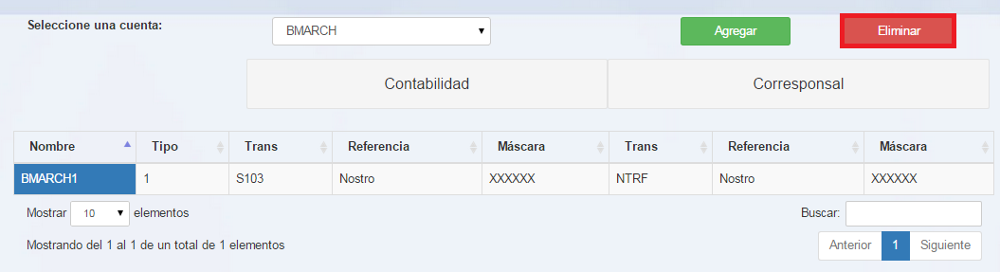 Seleccione una cuenta: BMARCH Agregar Eliminar
Contabilidad Corresponsal
Nombre Tipo Trans Referencia Máscara Trans Referencia Máscara
BMARCH1 1 S103 Nostro XXXXXX NTRF Nostro XXXXXX
Mostrar 10 elementos Buscar:
Mostrando del 1 al 1 de un total de 1 elementos Anterior 1 Siguiente